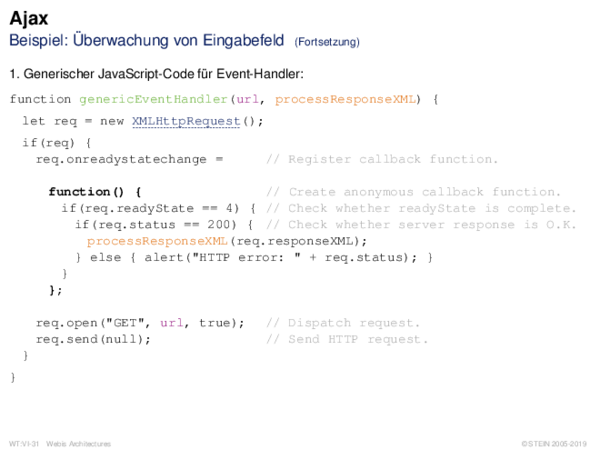 Ajax
Beispiel: Überwachung von Eingabefeld (Fortsetzung)
1. Generischer JavaScript-Code für Event-Handler:
function genericEventHandler(url, processResponseXML) {
let req = new XMLHttpRequest();
if(req) {
req.onreadystatechange = // Register callback function.
function() { // Create anonymous callback function.
if(req.readyState == 4) { // Check whether readyState is complete.
if(req.status == 200) { // Check whether server response is O.K.
processResponseXML(req.responseXML);
} else { alert("HTTP error: " + req.status); }
}
};
req.open("GET", url, true); // Dispatch request.
req.send(null); // Send HTTP request.
}
}
WT:VI-31 Webis Architectures © STEIN 2005-2019